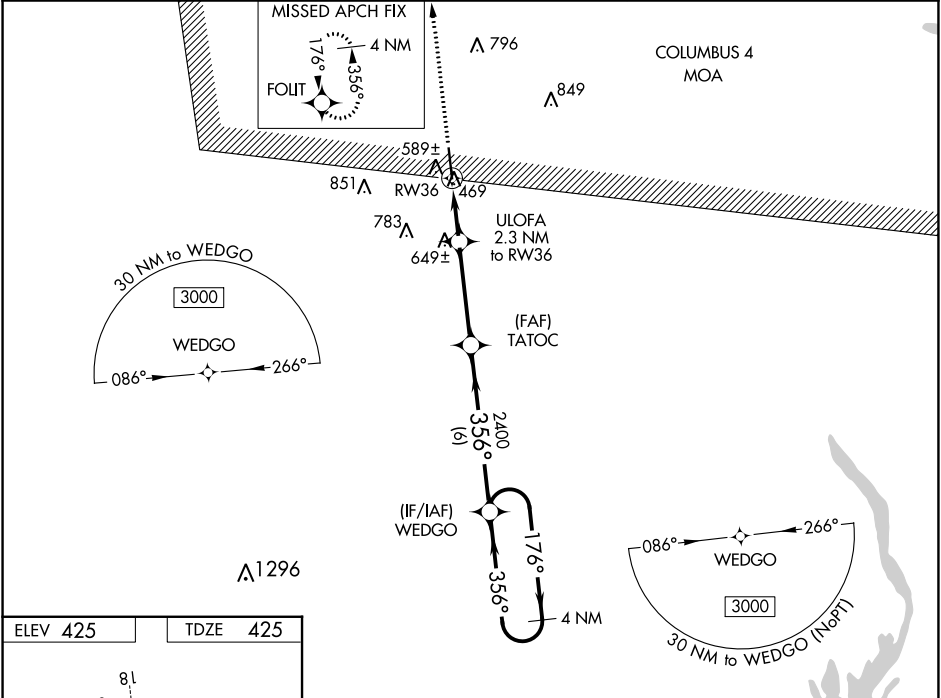 MISSED APCH FIX
4 NM
176°
356°
FOLIT
796
849
COLUMBUS 4
MOA
589±
851
RW36
469
783
649±
ULOFA
2.3 NM
to RW36
30 NM to WEDGO
3000
WEDGO
086°
266°
(FAF)
TATOC
2400
356°
(6)
(IF/IAF)
WEDGO
176°
356°
4 NM
1296
086°
266°
WEDGO
3000
30 NM to WEDGO (NoPT)
ELEV 425
TDZE 425
18